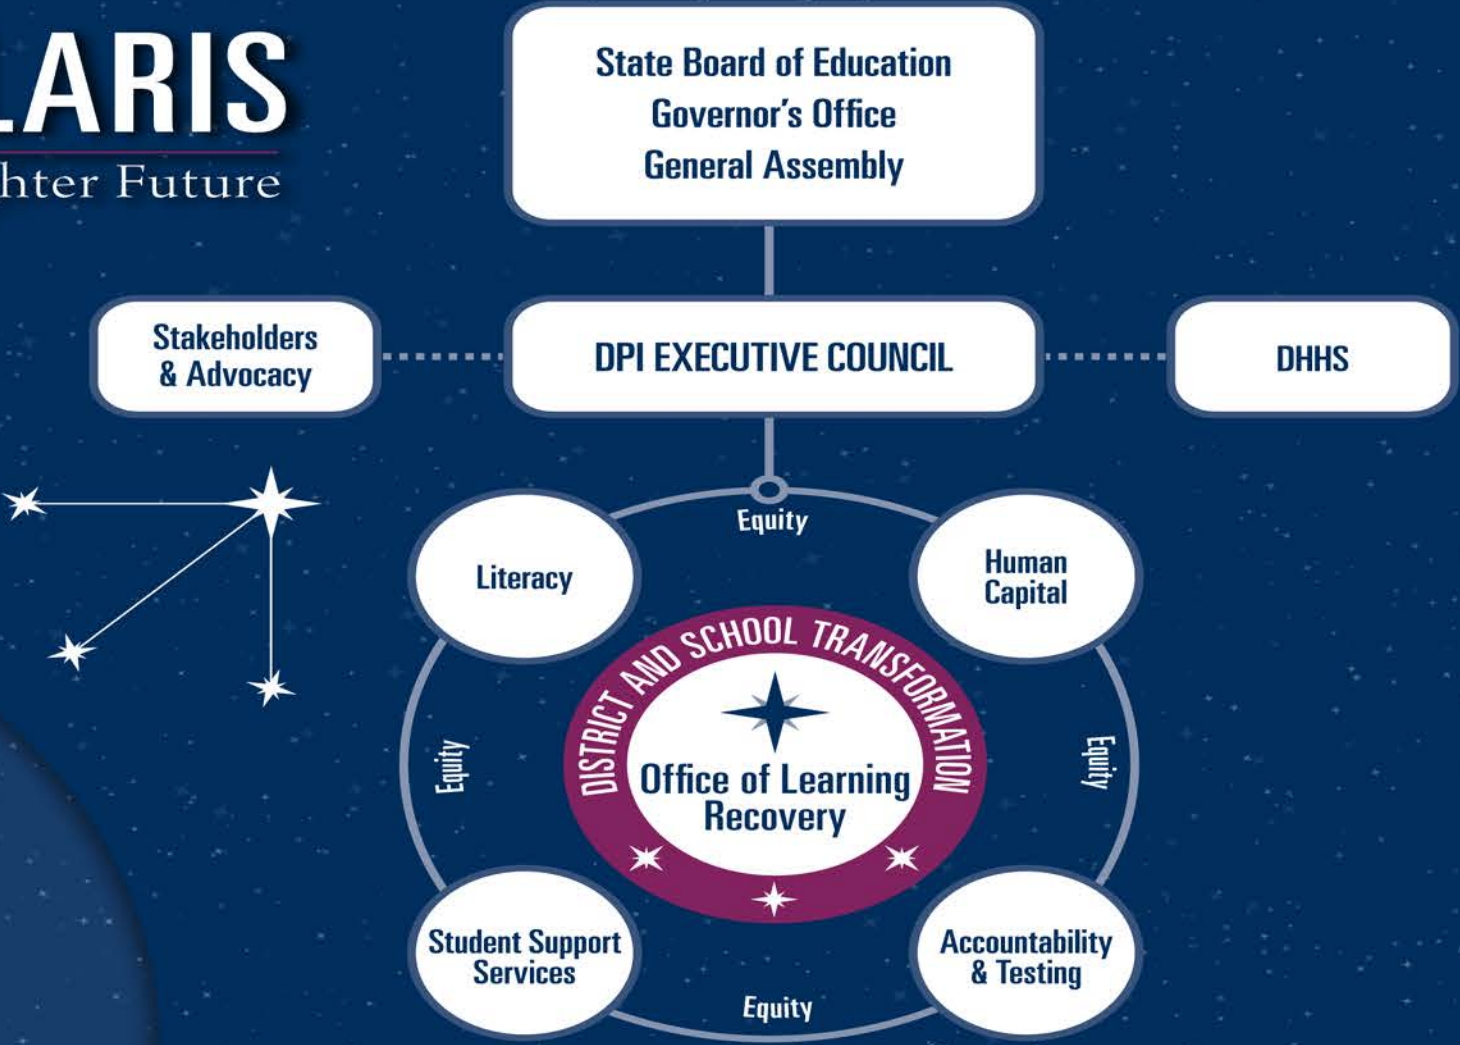 LARIS
hter Future
State Board of Education
Governor's Office
General Assembly
Stakeholders
& Advocacy
DPI EXECUTIVE COUNCIL
DHHS
Equity
Literacy
Human
Capital
DISTRICT AND SCHOOL TRANSFORMATION
Equity
Office of Learning
Recovery
Equity
Student Support
Services
Accountability
& Testing
Equity